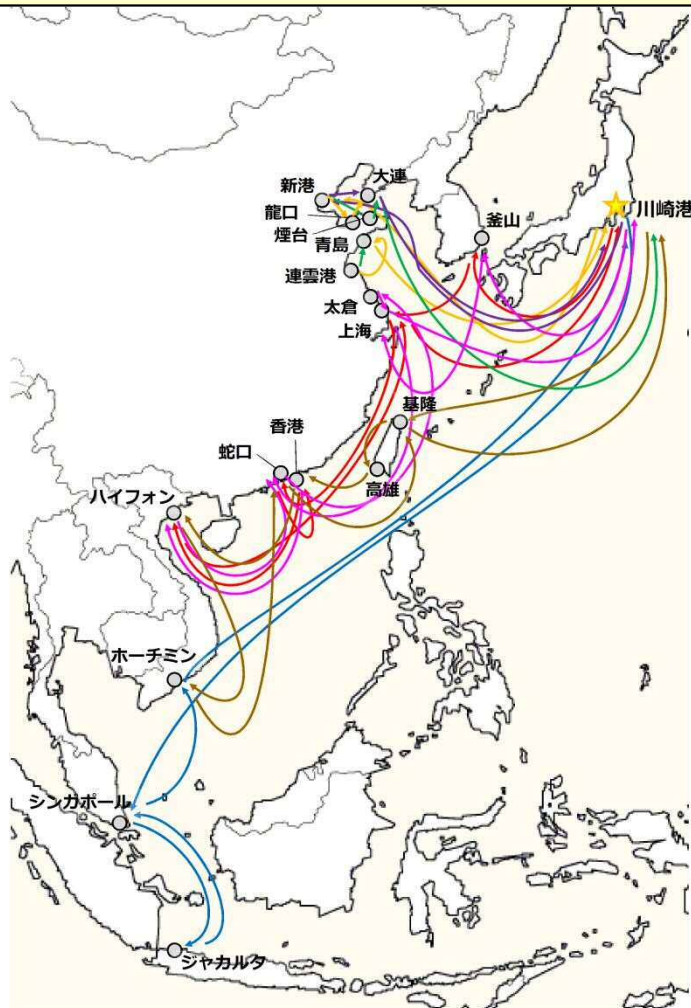 新港
大連
龍口
煙台
青島
釜山
川崎港
連雲港
太倉
上海
基隆
香港
蛇口
高雄
ハイフォン
ホーチミン
シンガポール
ジャカルタ